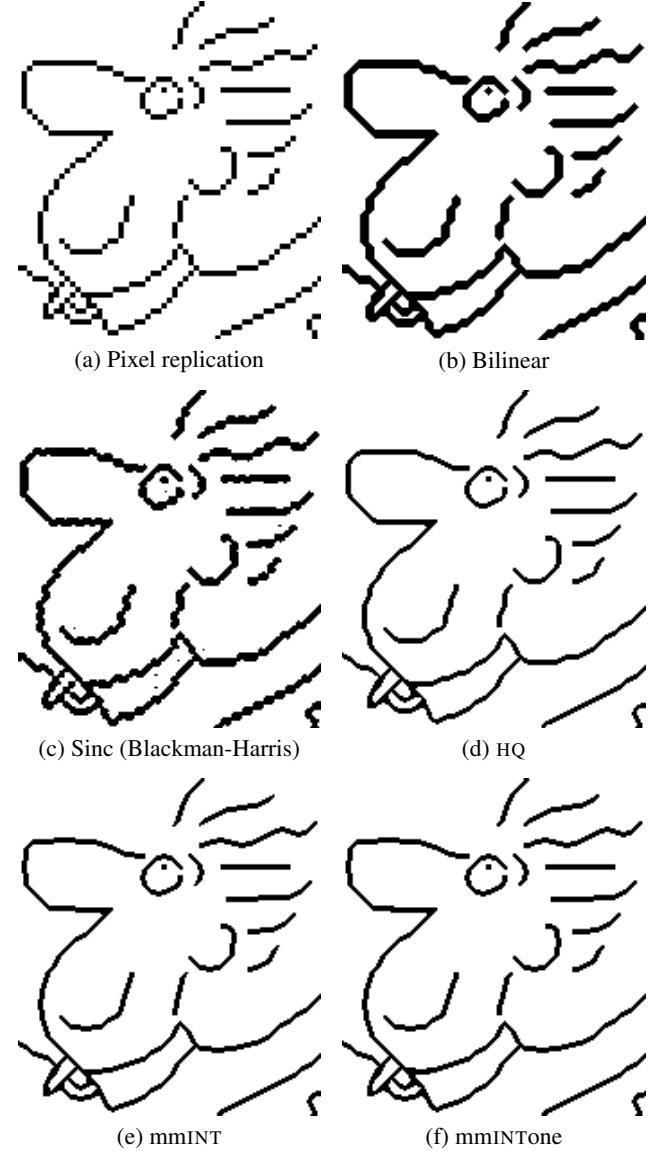 (a) Pixel replication
(b) Bilinear
(c) Sinc (Blackman-Harris)
(d) HQ
(e) mmINT
(f) mmINTone